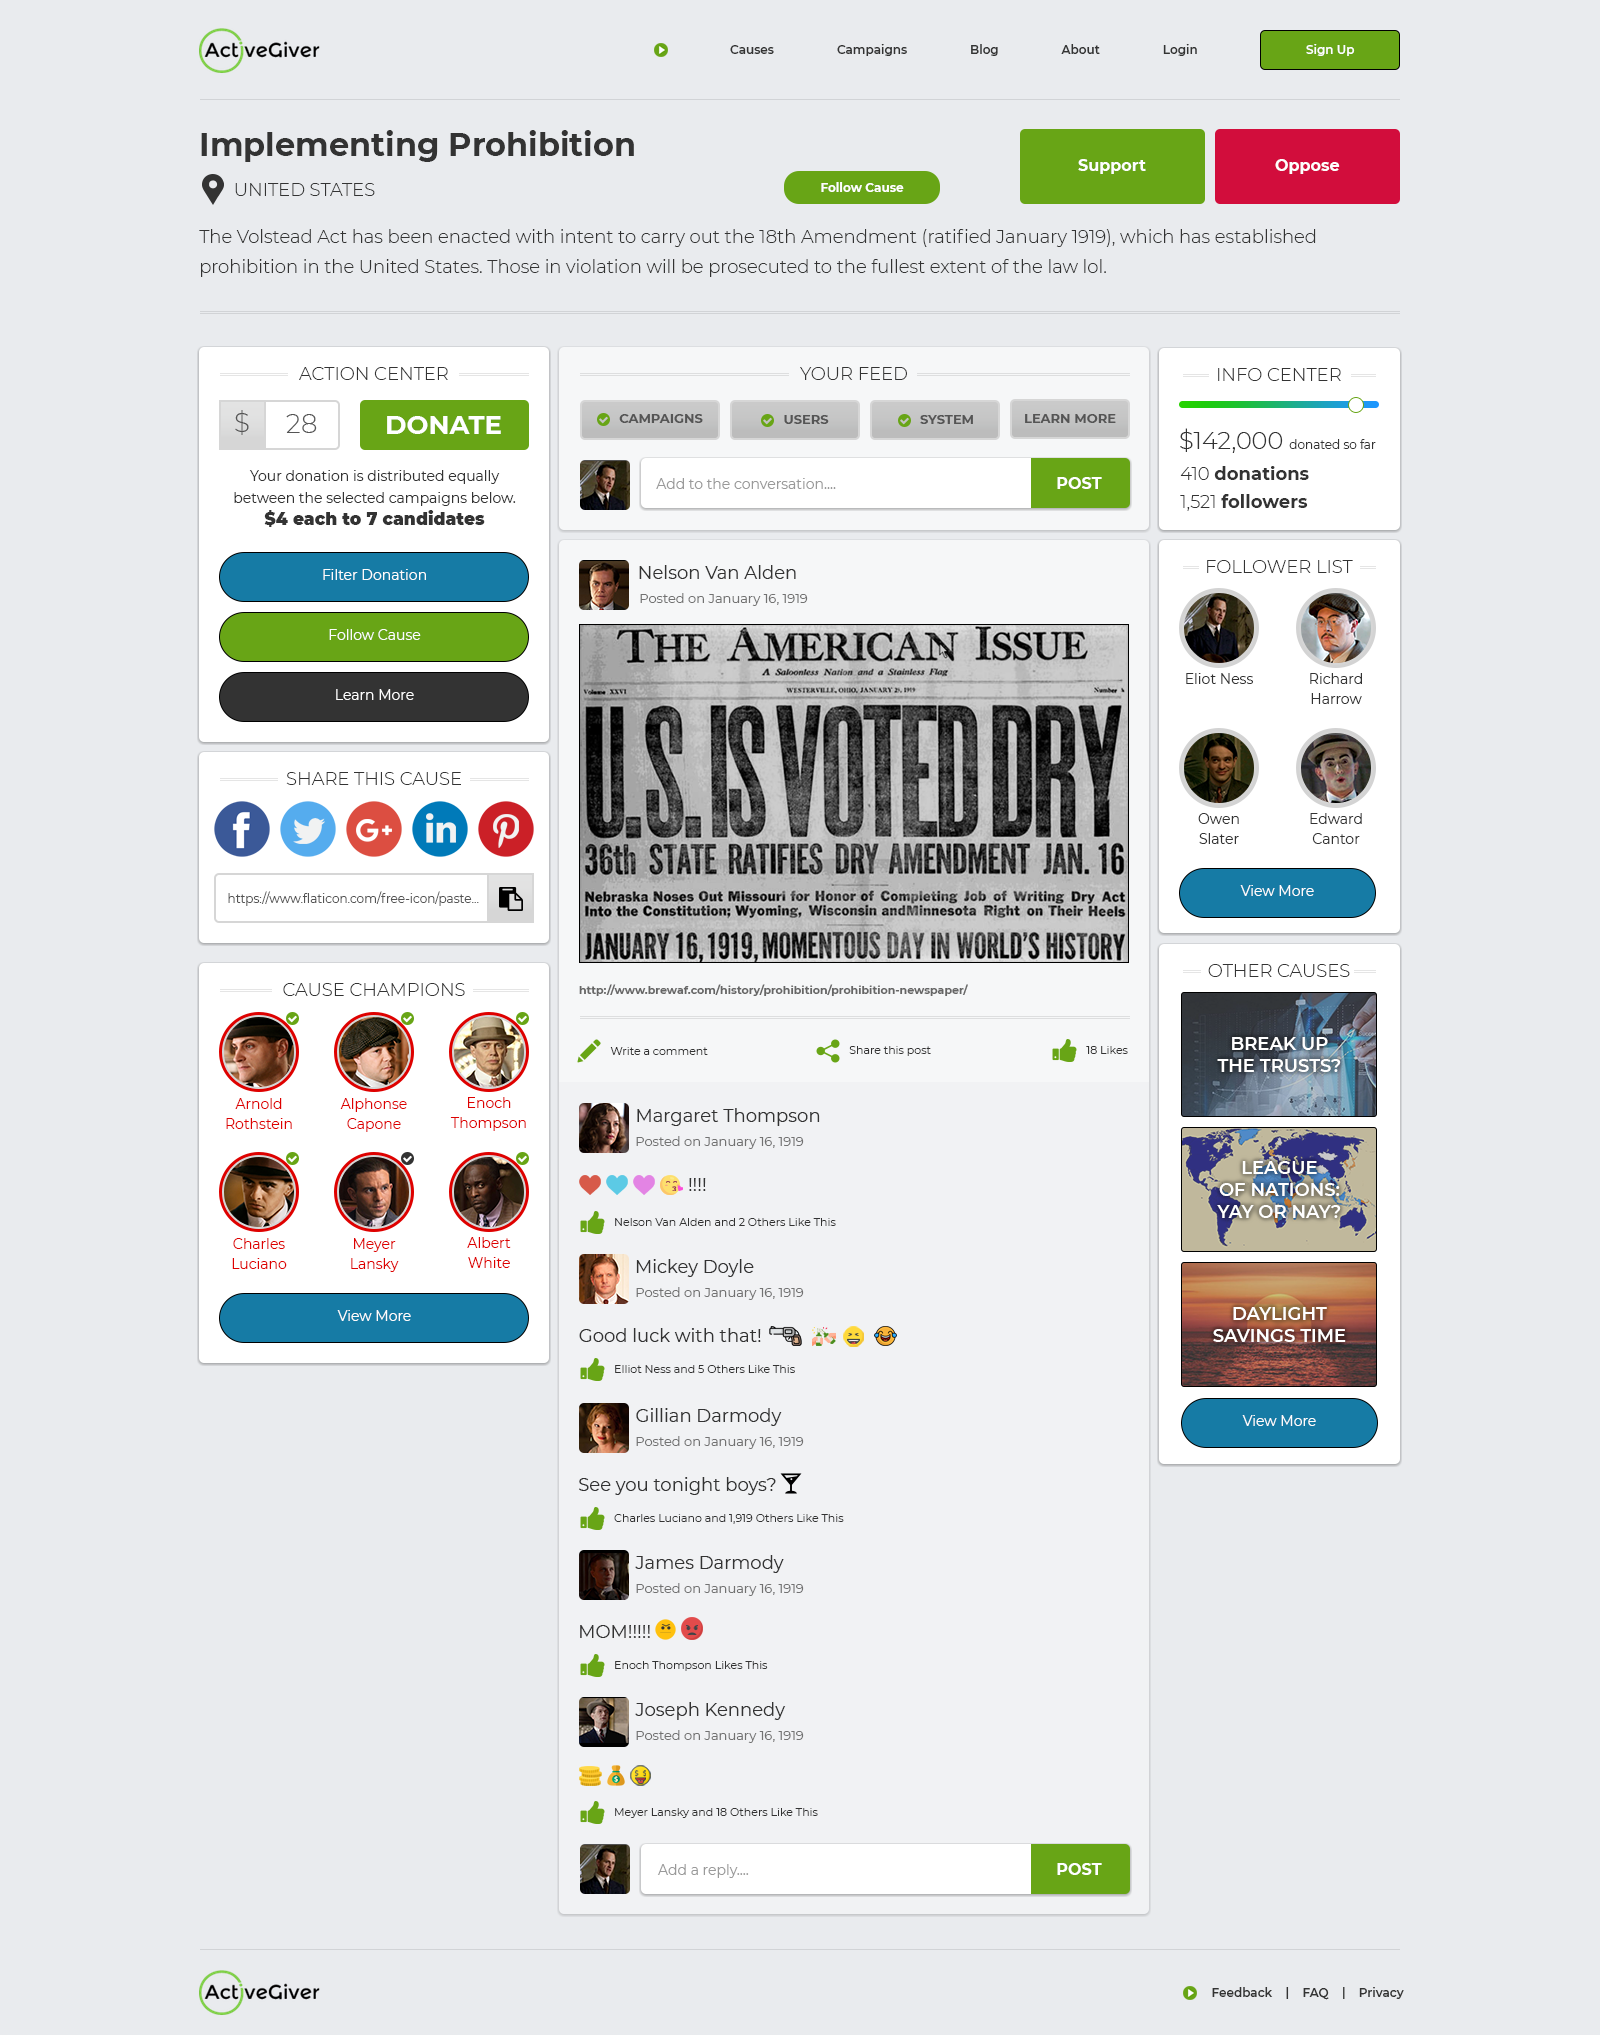 ActiveGiver
Causes
Campaigns
Blog
About
Login
Sign Up
Implementing Prohibition
UNITED STATES
Follow Cause
Support
Oppose
The Volstead Act has been enacted with intent to carry out the 18th Amendment (ratified January 1919), which has established
prohibition in the United States. Those in violation will be prosecuted to the fullest extent of the law lol.
ACTION CENTER
$ 28
DONATE
Your donation is distributed equally
between the selected campaigns below.
$4 each to 7 candidates
Filter Donation
Follow Cause
Learn More
SHARE THIS CAUSE
https://www.flaticon.com/free-icon/paste...
CAUSE CHAMPIONS
Arnold
Rothstein
Alphonse
Capone
Enoch
Thompson
Charles
Luciano
Meyer
Lansky
Albert
White
View More
YOUR FEED
CAMPAIGNS
USERS
SYSTEM
LEARN MORE
Add to the conversation....
POST
Nelson Van Alden
Posted on January 16, 1919
THE AMERICAN ISSUE
A Saloonless Nation and a Stainless Flag
Volume XXVI
WESTERVILLE, OHIO, JANUARY 25, 1919
Number 4
U.S. IS VOTED DRY
36th STATE RATIFIES DRY AMENDMENT JAN. 16
Nebraska Noses Out Missouri for Honor of Completing Job of Writing Dry Act
Into the Constitution; Wyoming, Wisconsin and Minnesota Right on Their Heels
JANUARY 16, 1919, MOMENTOUS DAY IN WORLD'S HISTORY
http://www.brewaf.com/history/prohibition/prohibition-newspaper/
Write a comment
Share this post
18 Likes
Margaret Thompson
Posted on January 16, 1919
!!!!
Nelson Van Alden and 2 Others Like This
Mickey Doyle
Posted on January 16, 1919
Good luck with that!
Elliot Ness and 5 Others Like This
Gillian Darmody
Posted on January 16, 1919
See you tonight boys?
Charles Luciano and 1,919 Others Like This
James Darmody
Posted on January 16, 1919
MOM!!!!!
Enoch Thompson Likes This
Joseph Kennedy
Posted on January 16, 1919
Meyer Lansky and 18 Others Like This
Add a reply....
POST
INFO CENTER
$142,000 donated so far
410 donations
1,521 followers
FOLLOWER LIST
Eliot Ness
Richard
Harrow
Owen
Slater
Edward
Cantor
View More
OTHER CAUSES
BREAK UP
THE TRUSTS?
LEAGUE
OF NATIONS:
YAY OR NAY?
DAYLIGHT
SAVINGS TIME
View More
ActiveGiver
Feedback | FAQ | Privacy